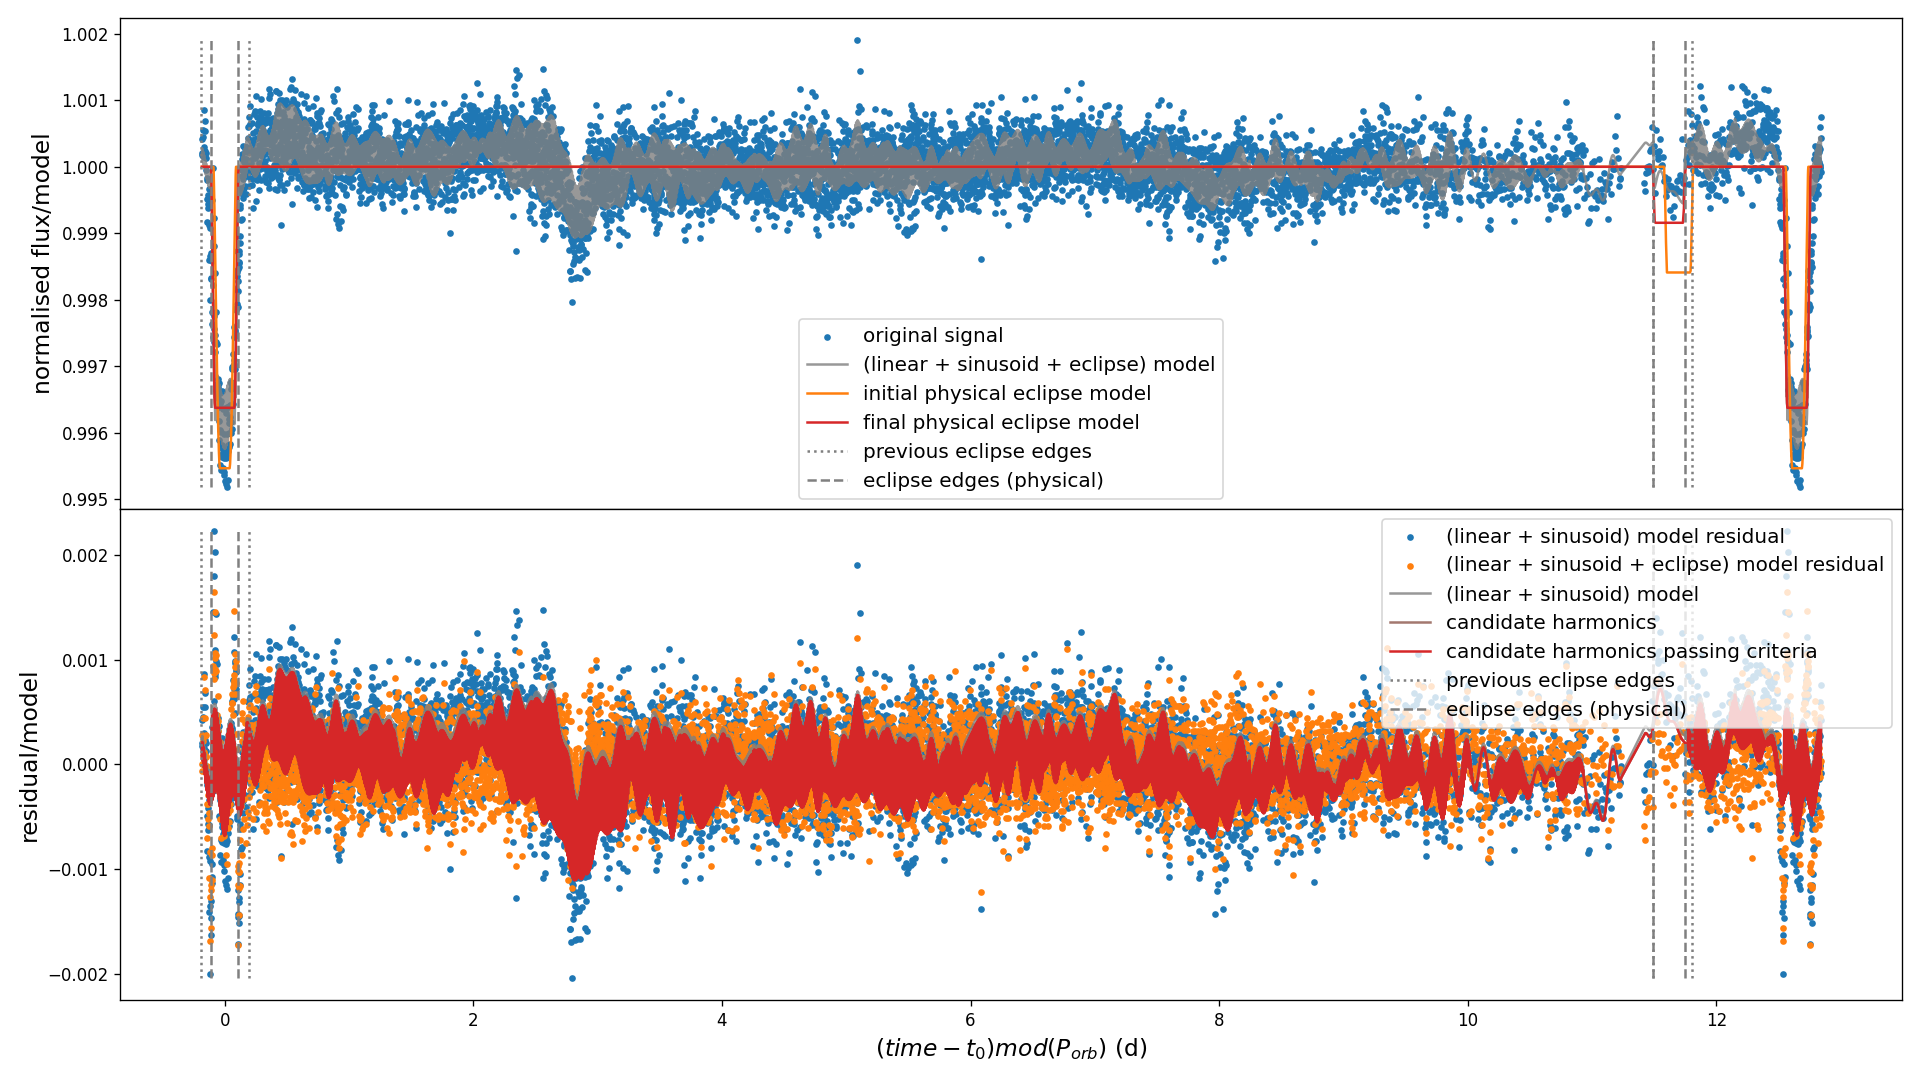 1.002
1.001
1.000
0.999
0.998
0.997
0.996
0.995
normalised flux/model
original signal
(linear + sinusoid + eclipse) model
initial physical eclipse model
final physical eclipse model
previous eclipse edges
eclipse edges (physical)
0.002
0.001
0.000
−0.001
−0.002
residual/model
(linear + sinusoid) model residual
(linear + sinusoid + eclipse) model residual
(linear + sinusoid) model
candidate harmonics
candidate harmonics passing criteria
previous eclipse edges
eclipse edges (physical)
0 2 4 6 8 10 12
(time − t₀)mod(P_orb) (d)